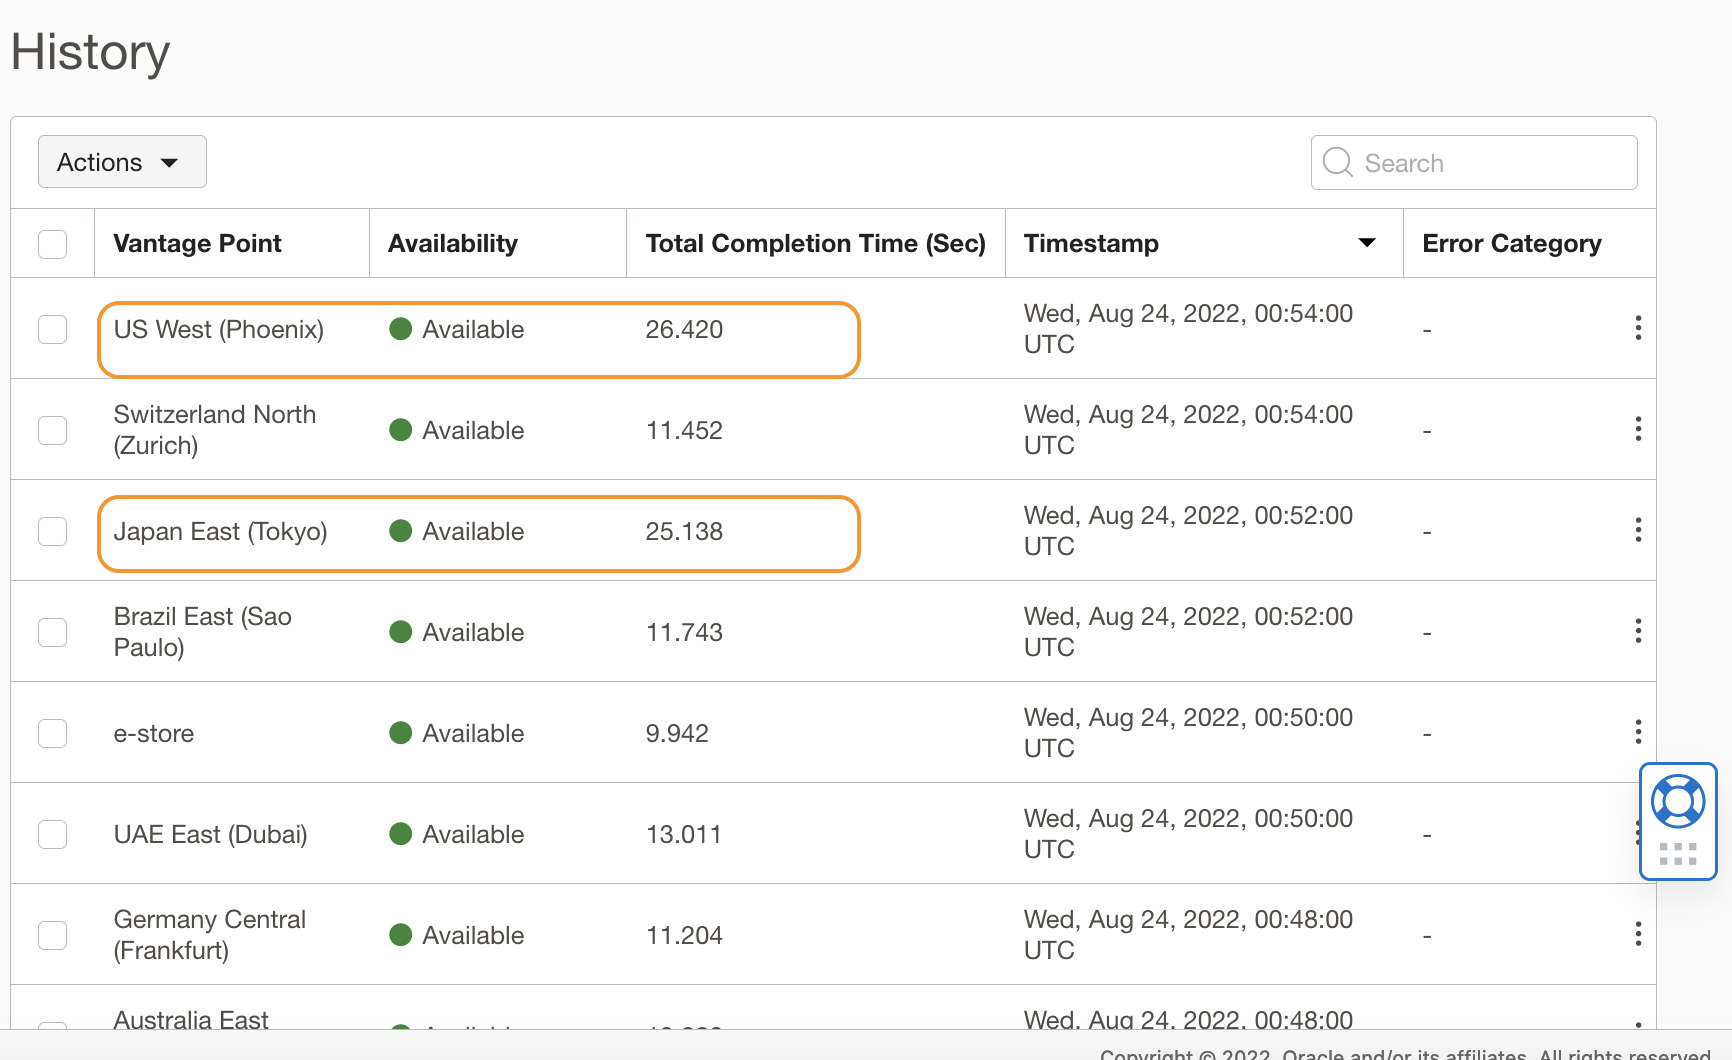 History
Actions
Search
Vantage Point Availability Total Completion Time (Sec) Timestamp Error Category
US West (Phoenix) Available 26.420 Wed, Aug 24, 2022, 00:54:00 UTC -
Switzerland North (Zurich) Available 11.452 Wed, Aug 24, 2022, 00:54:00 UTC -
Japan East (Tokyo) Available 25.138 Wed, Aug 24, 2022, 00:52:00 UTC -
Brazil East (Sao Paulo) Available 11.743 Wed, Aug 24, 2022, 00:52:00 UTC -
e-store Available 9.942 Wed, Aug 24, 2022, 00:50:00 UTC -
UAE East (Dubai) Available 13.011 Wed, Aug 24, 2022, 00:50:00 UTC -
Germany Central (Frankfurt) Available 11.204 Wed, Aug 24, 2022, 00:48:00 UTC -
Australia East Wed, Aug 24, 2022, 00:48:00
Copyright © 2022, Oracle and/or its affiliates. All rights reserved.